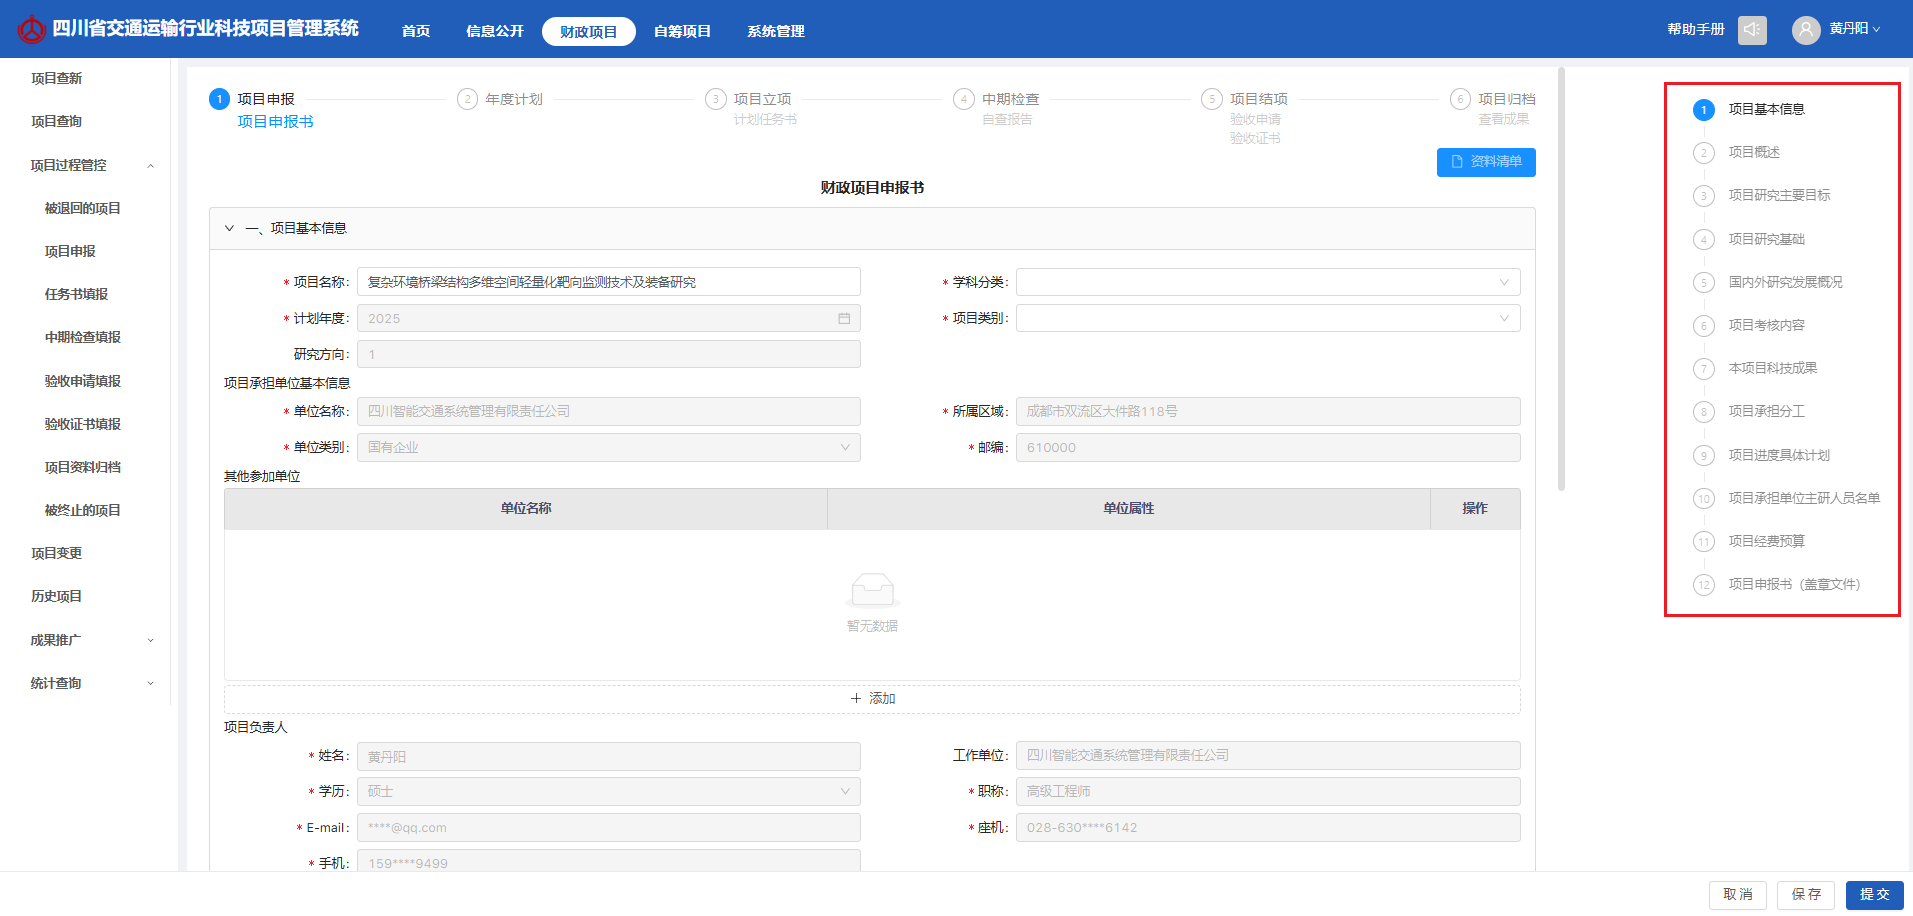 四川省交通运输行业科技项目管理系统
首页 信息公开 财政项目 自筹项目 系统管理
帮助手册 黄丹阳
项目查新
项目查询
项目过程管控
被退回的项目
项目申报
任务书填报
中期检查填报
验收申请填报
验收证书填报
项目资料归档
被终止的项目
项目变更
历史项目
成果推广
统计查询
1 项目申报
项目申报书
2 年度计划
3 项目立项
计划任务书
4 中期检查
自查报告
5 项目结项
验收申请
验收证书
6 项目归档
查看成果
资料清单
财政项目申报书
一、项目基本信息
* 项目名称: 复杂环境桥梁结构多维空间轻量化靶向监测技术及装备研究
* 学科分类:
* 计划年度: 2025
* 项目类别:
研究方向: 1
项目承担单位基本信息
* 单位名称: 四川智能交通系统管理有限责任公司
* 所属区域: 成都市双流区大件路118号
* 单位类别: 国有企业
* 邮编: 610000
其他参加单位
单位名称 单位属性 操作
暂无数据
+ 添加
项目负责人
* 姓名: 黄丹阳
工作单位: 四川智能交通系统管理有限责任公司
* 学历: 硕士
* 职称: 高级工程师
* E-mail: ****@qq.com
* 座机: 028-630****6142
* 手机: 159****9499
1 项目基本信息
2 项目概述
3 项目研究主要目标
4 项目研究基础
5 国内外研究发展概况
6 项目考核内容
7 本项目科技成果
8 项目承担分工
9 项目进度具体计划
10 项目承担单位主研人员名单
11 项目经费预算
12 项目申报书（盖章文件）
取 消 保 存 提 交